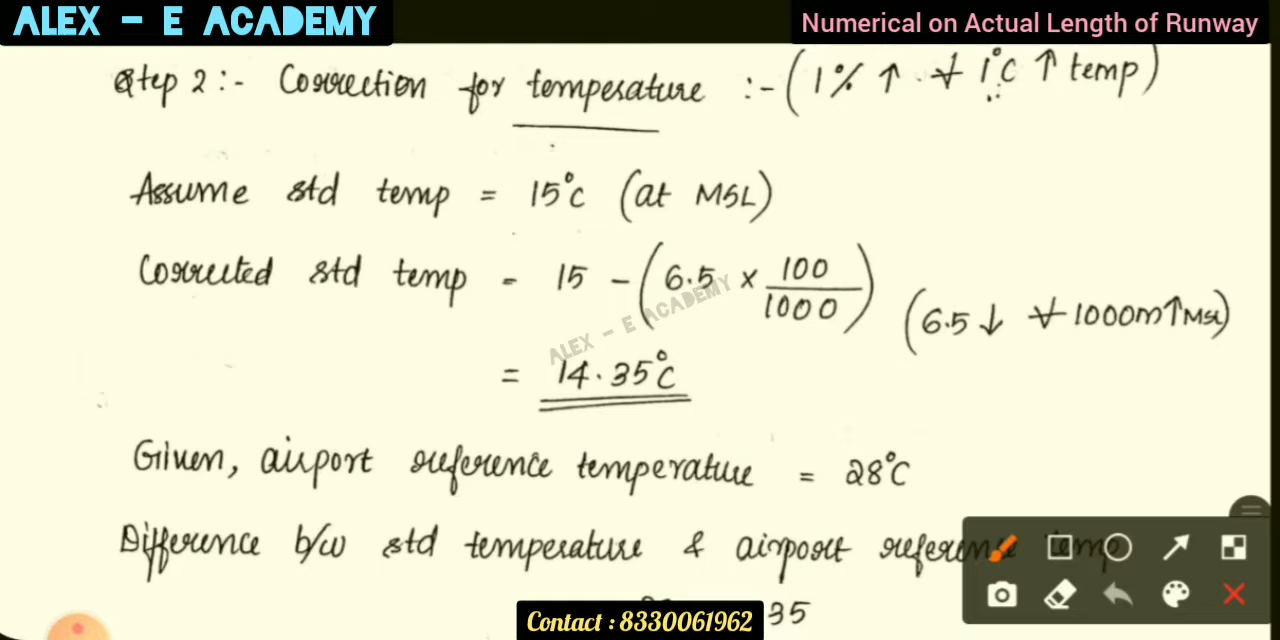 ALEX - E ACADEMY
Numerical on Actual Length of Runway
Step 2 :- Correction for temperature :- (1% ↑ ∀ 1°C ↑ temp)
Assume std temp = 15°C (at MSL)
Corrected std temp = 15 - (6.5 × 100/1000) (6.5 ↓ ∀ 1000m ↑ MSL)
ALEX - E ACADEMY
= 14.35°C
Given, airport reference temperature = 28°C
Difference b/w std temperature & airport reference temp
35
Contact : 8330061962